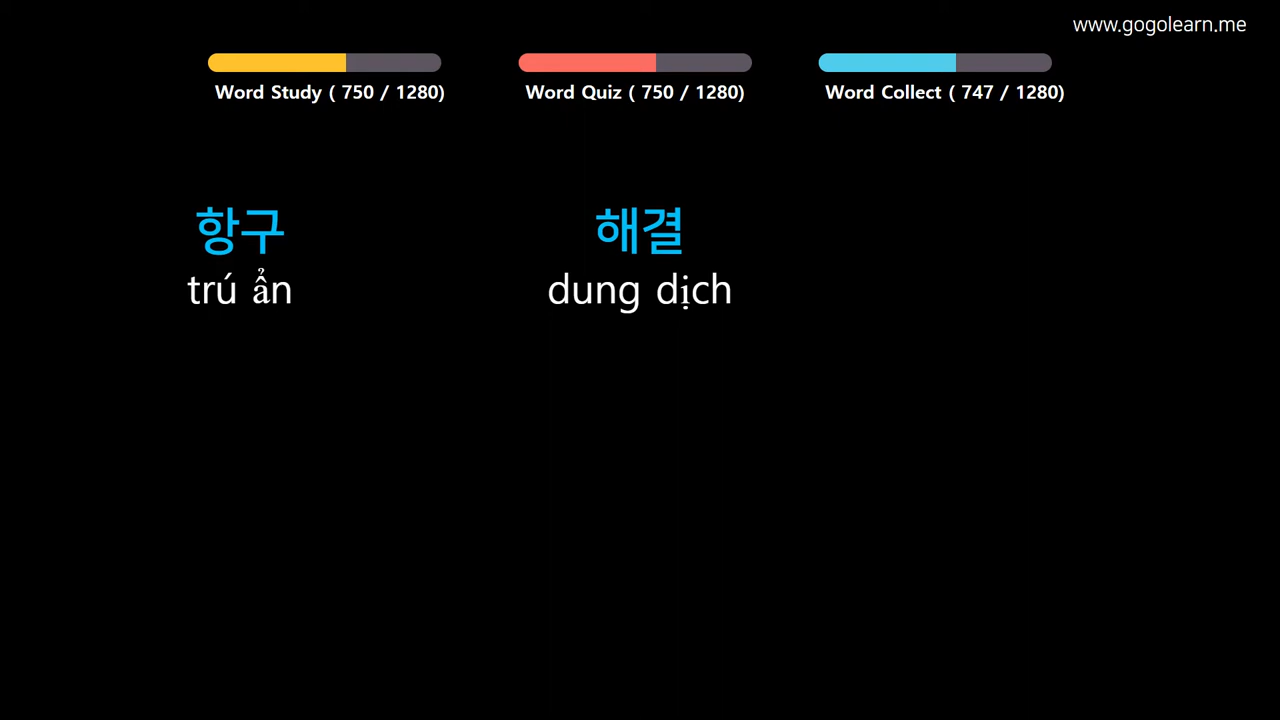 www.gogolearn.me
Word Study ( 750 / 1280)
Word Quiz ( 750 / 1280)
Word Collect ( 747 / 1280)
항구
trú ẩn
해결
dung dịch